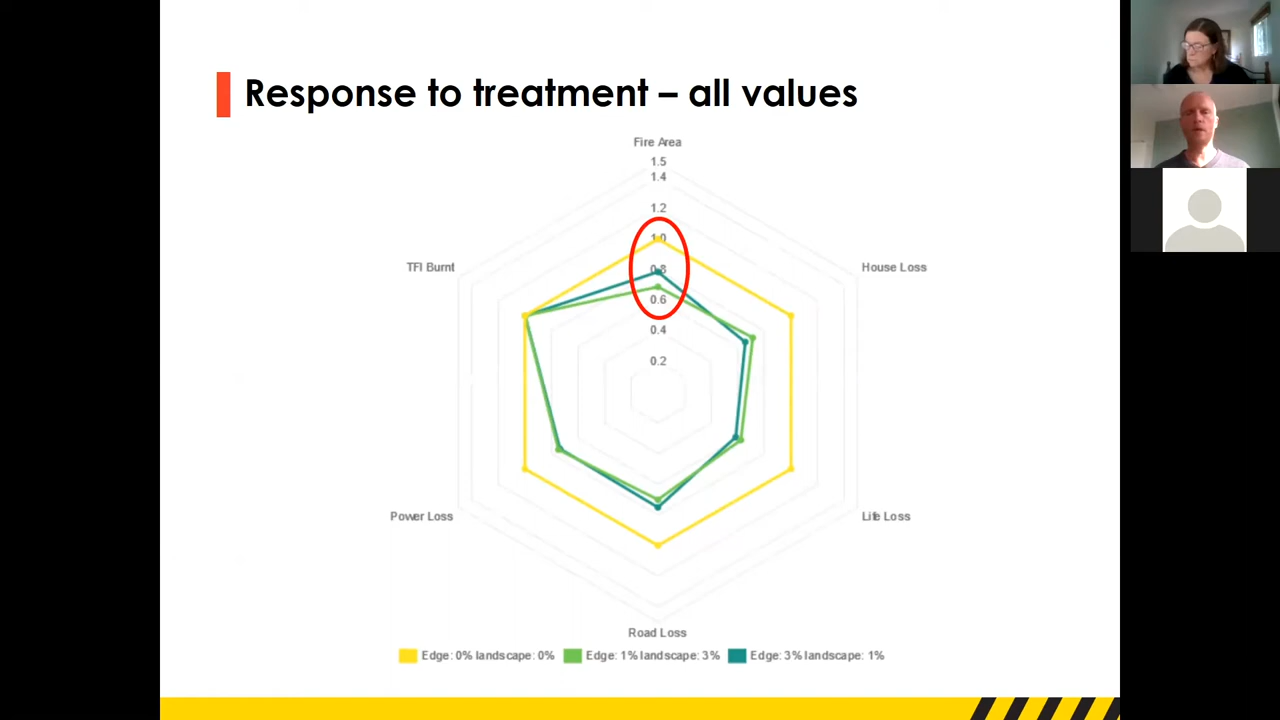 Response to treatment – all values
Fire Area
1.5
1.4
1.2
1.0
0.8
0.6
0.4
0.2
TFI Burnt
House Loss
Power Loss
Life Loss
Road Loss
Edge: 0% landscape: 0%
Edge: 1% landscape: 3%
Edge: 3% landscape: 1%